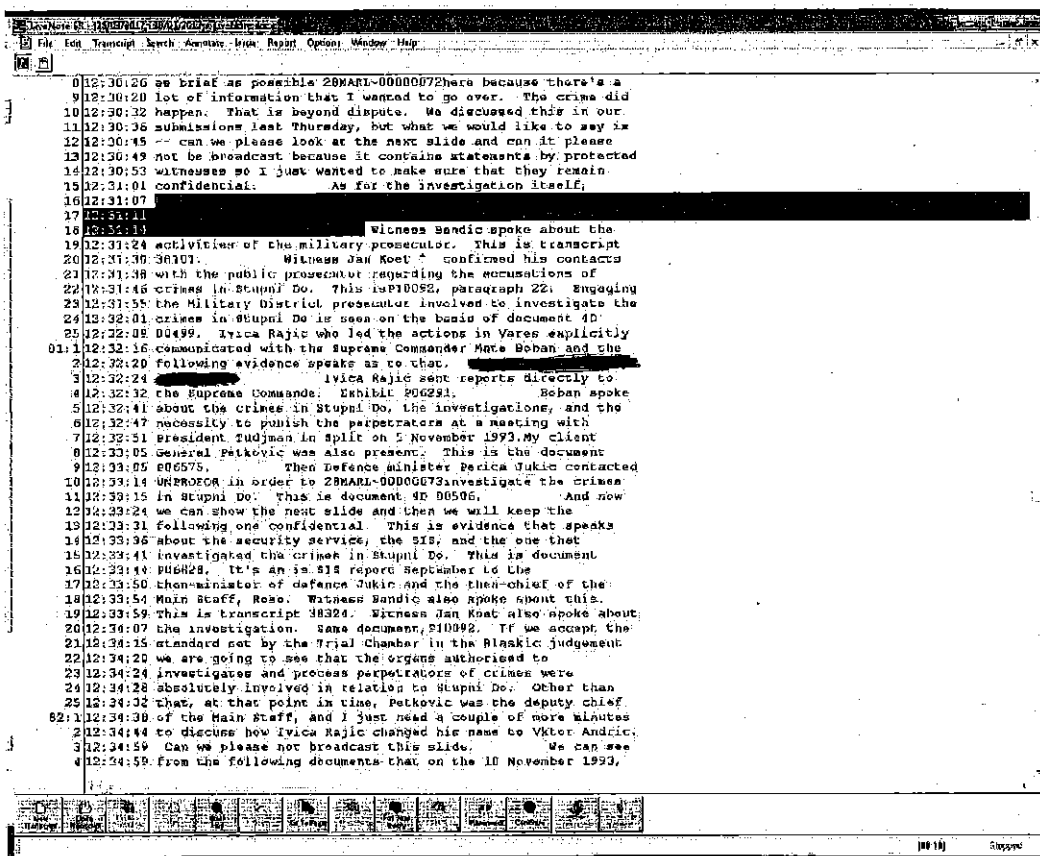 File Edit Transcript Search Annotate Report Options Window Help
8 12:30:26 as brief as possible 28MARL-00000072here because there's a
9 12:30:28 lot of information that I wanted to go over. The crime did
10 12:30:32 happen. That is beyond dispute. We discussed this in our
11 12:30:36 submissions last Thursday, but what we would like to say is
12 12:30:45 -- can we please look at the next slide and can it please
13 12:30:49 not be broadcast because it contains statements by protected
14 12:30:53 witnesses so I just wanted to make sure that they remain
15 12:31:01 confidential. As for the investigation itself,
16 12:31:07
17 12:31:11
18 12:31:14 Witness Bandic spoke about the
19 12:31:24 activities of the military prosecutor. This is transcript
20 12:31:30 38101. Witness Jan Koet ^ confirmed his contacts
21 12:31:38 with the public prosecutor regarding the accusations of
22 12:31:46 crimes in Stupni Do. This isP10092, paragraph 22. Engaging
23 12:31:55 the Military District prosecutor involved to investigate the
24 12:32:01 crimes in Stupni Do is seen on the basis of document 4D
25 12:32:09 00499. Ivica Rajic who led the actions in Vares explicitly
81:1 12:32:16 communicated with the Supreme Commander Mate Boban and the
2 12:32:20 following evidence speaks as to that.
3 12:32:24 Ivica Rajic sent reports directly to
4 12:32:32 the Supreme Commande. Exhibit P06291. Boban spoke
5 12:32:41 about the crimes in Stupni Do, the investigations, and the
6 12:32:47 necessity to punish the perpetrators at a meeting with
7 12:32:51 President Tudjman in Split on 5 November 1993.My client
8 12:33:05 General Petkovic was also present. This is the document
9 12:33:05 P06575. Then Defence minister Perica Jukic contacted
10 12:33:14 UNPROFOR in order to 28MARL-00000073investigate the crimes
11 12:33:15 in Stupni Do. This is document 4D 00506. And now
12 12:33:24 we can show the next slide and then we will keep the
13 12:33:31 following one confidential. This is evidence that speaks
14 12:33:36 about the security service, the SIS, and the one that
15 12:33:41 investigated the crimes in Stupni Do. This is document
16 12:33:44 P06828. It's an is SIS report September to the
17 12:33:50 then-minister of defence Jukic and the then-chief of the
18 12:33:54 Main Staff, Roso. Witness Bandic also spoke about this.
19 12:33:59 This is transcript 38324. Witness Jan Koet also spoke about
20 12:34:07 the investigation. Same document, P10092. If we accept the
21 12:34:15 standard set by the Trial Chamber in the Blaskic judgement
22 12:34:20 we are going to see that the organs authorised to
23 12:34:24 investigates and process perpetrators of crimes were
24 12:34:28 absolutely involved in relation to Stupni Do. Other than
25 12:34:32 that, at that point in time, Petkovic was the deputy chief
82:1 12:34:38 of the Main Staff, and I just need a couple of more minutes
2 12:34:44 to discuss how Ivica Rajic changed his name to Vktor Andric.
3 12:34:59 Can we please not broadcast this slide. We can see
4 12:34:59 from the following documents that on the 10 November 1993,
Stopped